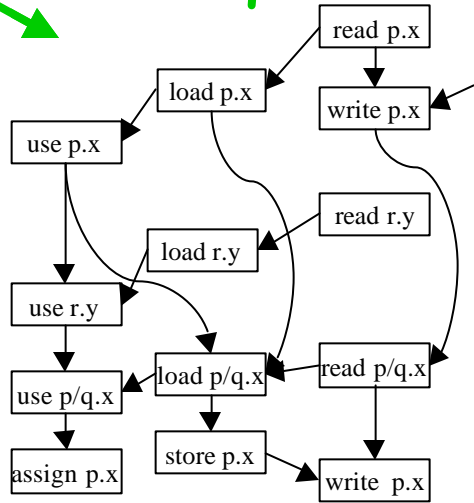 read p.x
load p.x
write p.x
use p.x
read r.y
load r.y
use r.y
load p/q.x
read p/q.x
use p/q.x
store p.x
assign p.x
write p.x